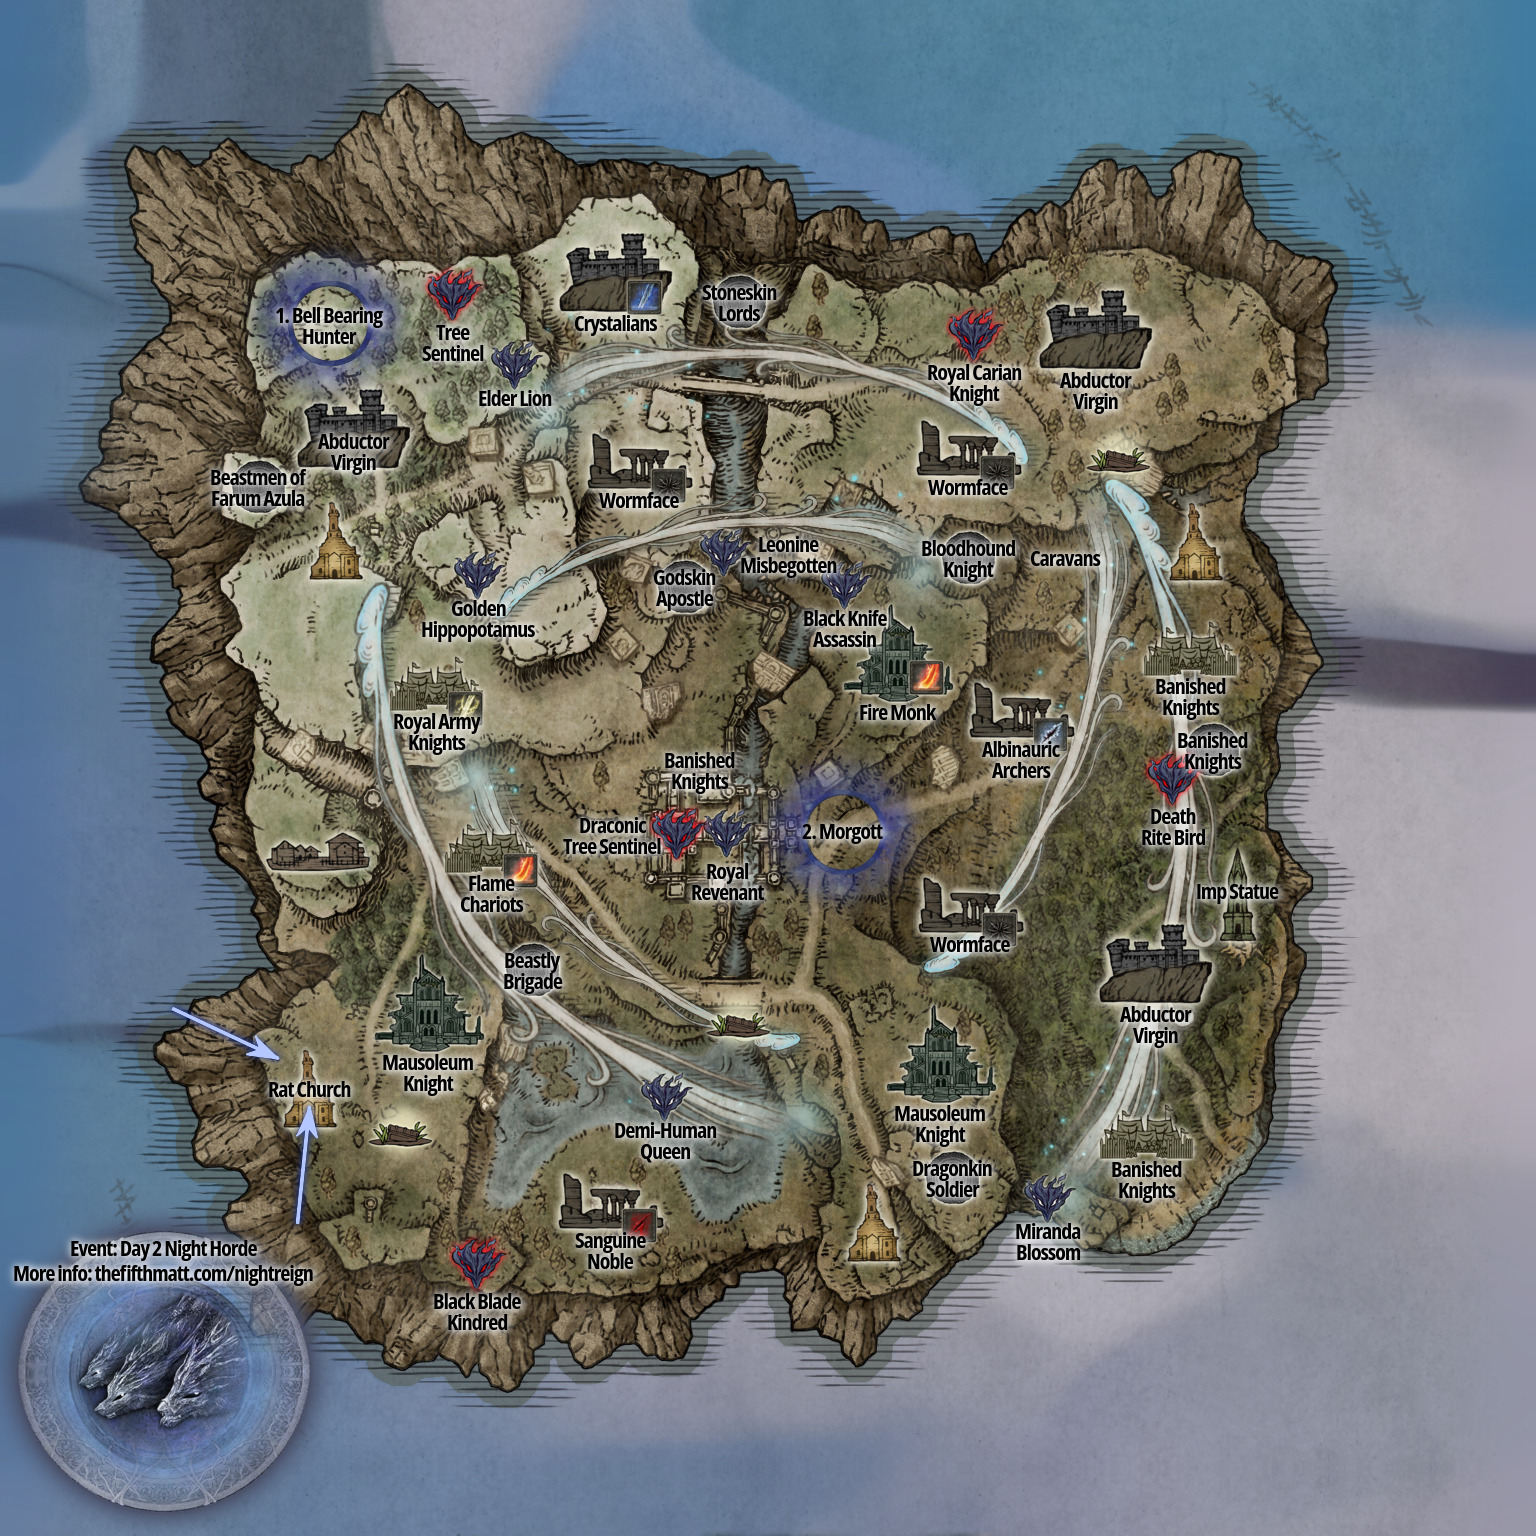 1. Bell Bearing
Hunter
Tree
Sentinel
Crystalians
Stoneskin
Lords
Elder Lion
Royal Carian
Knight
Abductor
Virgin
Abductor
Virgin
Beastmen of
Farum Azula
Wormface
Wormface
Leonine
Misbegotten
Bloodhound
Knight
Caravans
Godskin
Apostle
Golden
Hippopotamus
Black Knife
Assassin
Banished
Knights
Royal Army
Knights
Fire Monk
Albinauric
Archers
Banished
Knights
Banished
Knights
Draconic
Tree Sentinel
2. Morgott
Death
Rite Bird
Royal
Revenant
Flame
Chariots
Imp Statue
Wormface
Beastly
Brigade
Abductor
Virgin
Mausoleum
Knight
Rat Church
Mausoleum
Knight
Demi-Human
Queen
Dragonkin
Soldier
Banished
Knights
Sanguine
Noble
Miranda
Blossom
Black Blade
Kindred
Event: Day 2 Night Horde
More info: thefifthmatt.com/nightreign